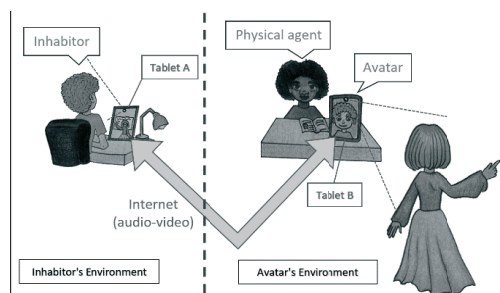 Inhabitor
Tablet A
Physical agent
Avatar
Tablet B
Internet
(audio-video)
Inhabitor's Environment
Avatar's Environment